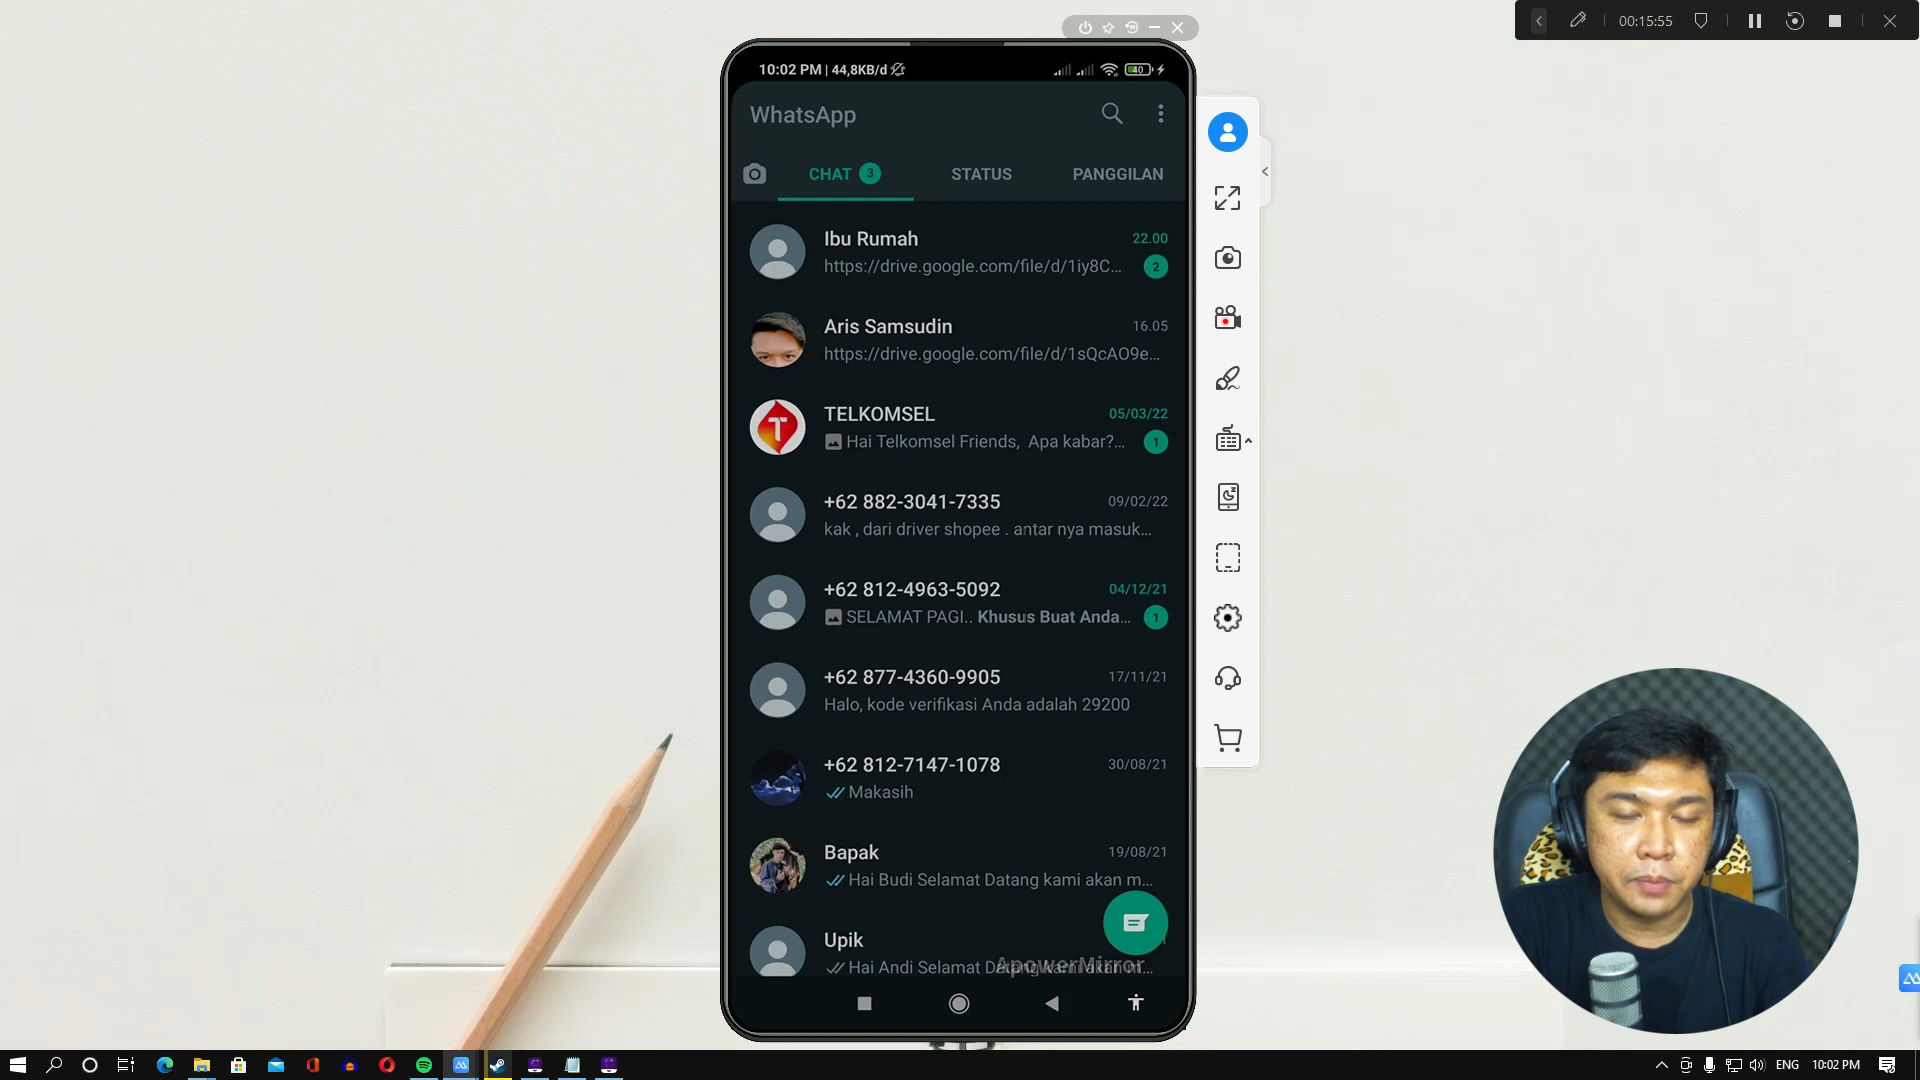 00:15:55
10:02 PM | 44,8KB/d
40
WhatsApp
CHAT 3
STATUS
PANGGILAN
Ibu Rumah
22.00
https://drive.google.com/file/d/1iy8C...
2
Aris Samsudin
16.05
https://drive.google.com/file/d/1sQcAO9e...
TELKOMSEL
05/03/22
Hai Telkomsel Friends, Apa kabar?...
1
+62 882-3041-7335
09/02/22
kak , dari driver shopee . antar nya masuk...
+62 812-4963-5092
04/12/21
SELAMAT PAGI.. Khusus Buat Anda...
1
+62 877-4360-9905
17/11/21
Halo, kode verifikasi Anda adalah 29200
+62 812-7147-1078
30/08/21
Makasih
Bapak
19/08/21
Hai Budi Selamat Datang kami akan m...
Upik
Hai Andi Selamat Datang kami akan m...
ApowerMirror
ENG
10:02 PM